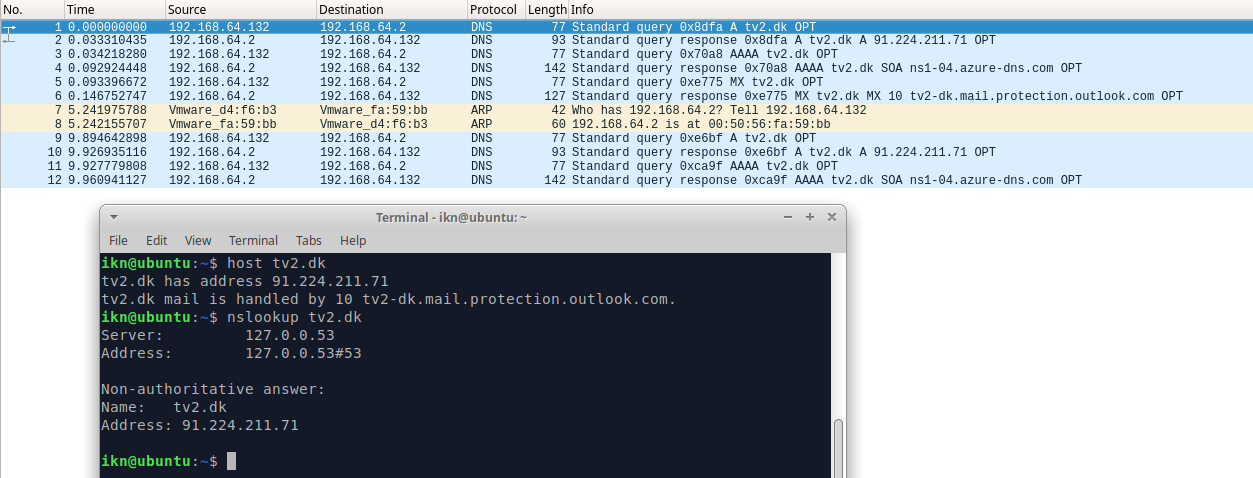 No. Time Source Destination Protocol Length Info
1 0.000000000 192.168.64.132 192.168.64.2 DNS 77 Standard query 0x8dfa A tv2.dk OPT
2 0.033310435 192.168.64.2 192.168.64.132 DNS 93 Standard query response 0x8dfa A tv2.dk A 91.224.211.71 OPT
3 0.034218280 192.168.64.132 192.168.64.2 DNS 77 Standard query 0x70a8 AAAA tv2.dk OPT
4 0.092924448 192.168.64.2 192.168.64.132 DNS 142 Standard query response 0x70a8 AAAA tv2.dk SOA ns1-04.azure-dns.com OPT
5 0.093396672 192.168.64.132 192.168.64.2 DNS 77 Standard query 0xe775 MX tv2.dk OPT
6 0.146752747 192.168.64.2 192.168.64.132 DNS 127 Standard query response 0xe775 MX tv2.dk MX 10 tv2-dk.mail.protection.outlook.com OPT
7 5.241975788 Vmware_d4:f6:b3 Vmware_fa:59:bb ARP 42 Who has 192.168.64.2? Tell 192.168.64.132
8 5.242155707 Vmware_fa:59:bb Vmware_d4:f6:b3 ARP 60 192.168.64.2 is at 00:50:56:fa:59:bb
9 9.894642898 192.168.64.132 192.168.64.2 DNS 77 Standard query 0xe6bf A tv2.dk OPT
10 9.926935116 192.168.64.2 192.168.64.132 DNS 93 Standard query response 0xe6bf A tv2.dk A 91.224.211.71 OPT
11 9.927779808 192.168.64.132 192.168.64.2 DNS 77 Standard query 0xca9f AAAA tv2.dk OPT
12 9.960941127 192.168.64.2 192.168.64.132 DNS 142 Standard query response 0xca9f AAAA tv2.dk SOA ns1-04.azure-dns.com OPT
Terminal - ikn@ubuntu: ~
File Edit View Terminal Tabs Help
ikn@ubuntu:~$ host tv2.dk
tv2.dk has address 91.224.211.71
tv2.dk mail is handled by 10 tv2-dk.mail.protection.outlook.com.
ikn@ubuntu:~$ nslookup tv2.dk
Server: 127.0.0.53
Address: 127.0.0.53#53
Non-authoritative answer:
Name: tv2.dk
Address: 91.224.211.71
ikn@ubuntu:~$